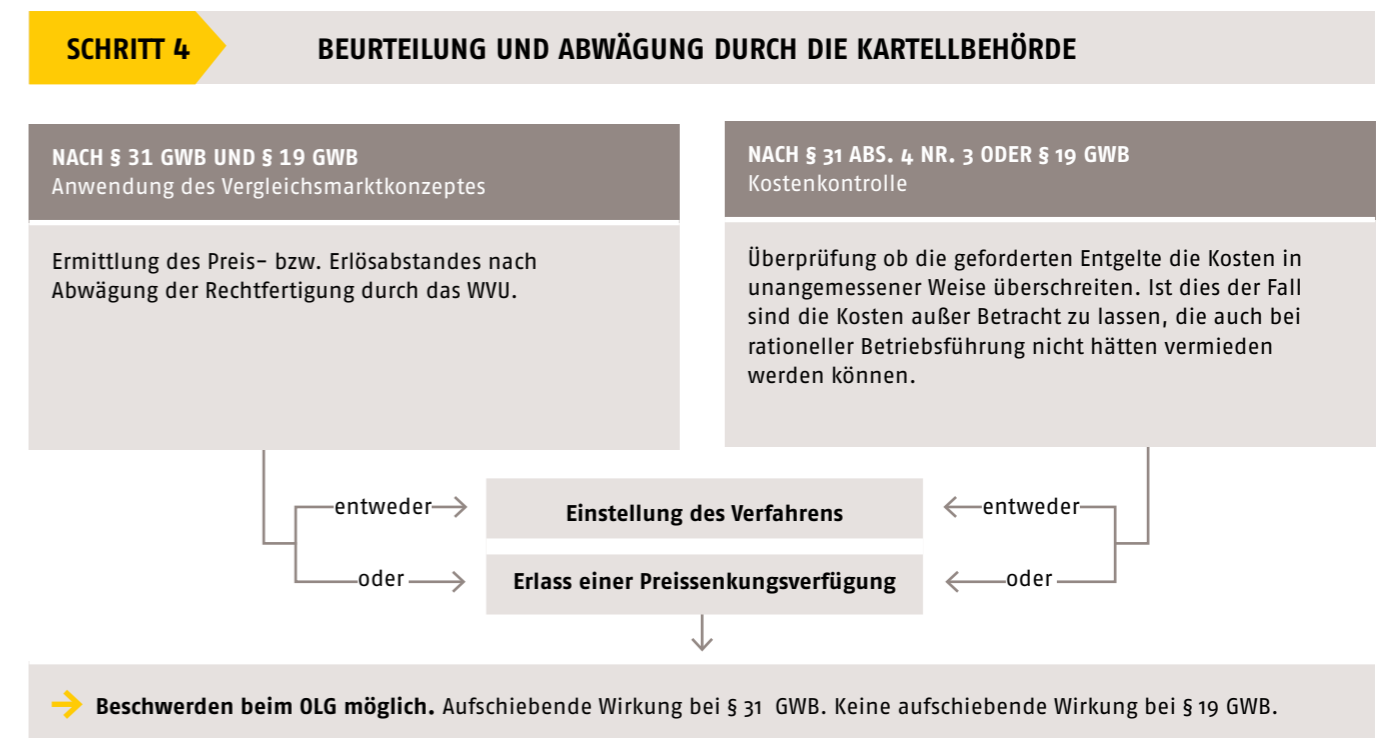 SCHRITT 4
BEURTEILUNG UND ABWÄGUNG DURCH DIE KARTELLBEHÖRDE
NACH § 31 GWB UND § 19 GWB
Anwendung des Vergleichsmarktkonzeptes
Ermittlung des Preis- bzw. Erlösabstandes nach
Abwägung der Rechtfertigung durch das WVU.
NACH § 31 ABS. 4 NR. 3 ODER § 19 GWB
Kostenkontrolle
Überprüfung ob die geforderten Entgelte die Kosten in
unangemessener Weise überschreiten. Ist dies der Fall
sind die Kosten außer Betracht zu lassen, die auch bei
rationeller Betriebsführung nicht hätten vermieden
werden können.
entweder
Einstellung des Verfahrens
entweder
oder
Erlass einer Preissenkungsverfügung
oder
Beschwerden beim OLG möglich. Aufschiebende Wirkung bei § 31 GWB. Keine aufschiebende Wirkung bei § 19 GWB.